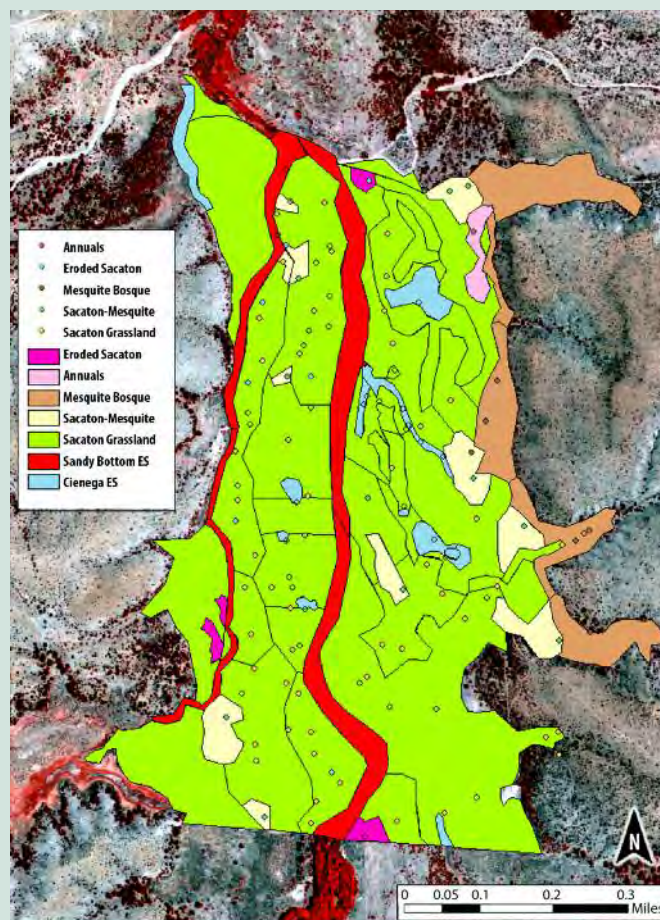 Annuals
Eroded Sacaton
Mesquite Bosque
Sacaton-Mesquite
Sacaton Grassland
Eroded Sacaton
Annuals
Mesquite Bosque
Sacaton-Mesquite
Sacaton Grassland
Sandy Bottom ES
Cienega ES
N
0 0.05 0.1 0.2 0.3
Miles